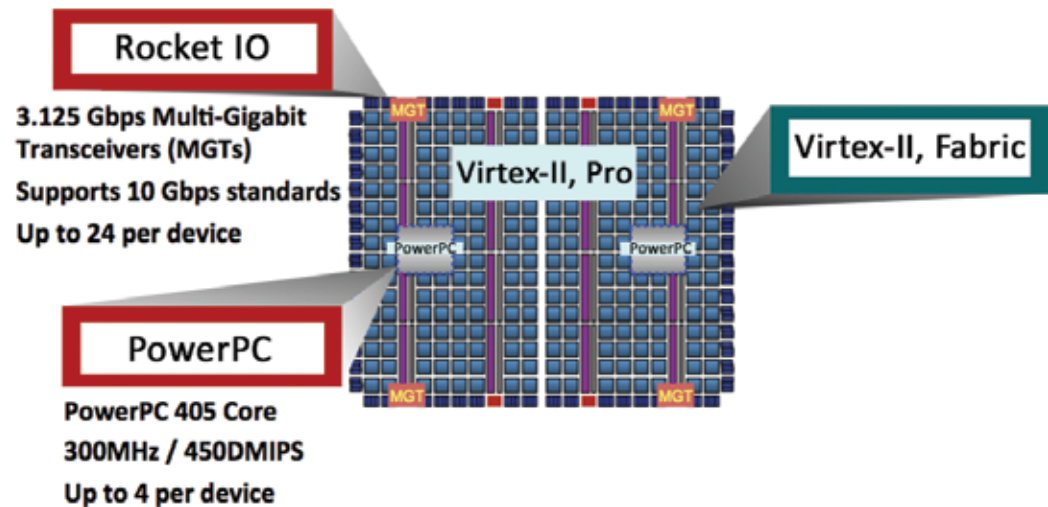 Rocket IO
3.125 Gbps Multi-Gigabit
Transceivers (MGTs)
Supports 10 Gbps standards
Up to 24 per device
MGT
MGT
Virtex-II, Pro
Virtex-II, Fabric
PowerPC
PowerPC
MGT
MGT
PowerPC
PowerPC 405 Core
300MHz / 450DMIPS
Up to 4 per device